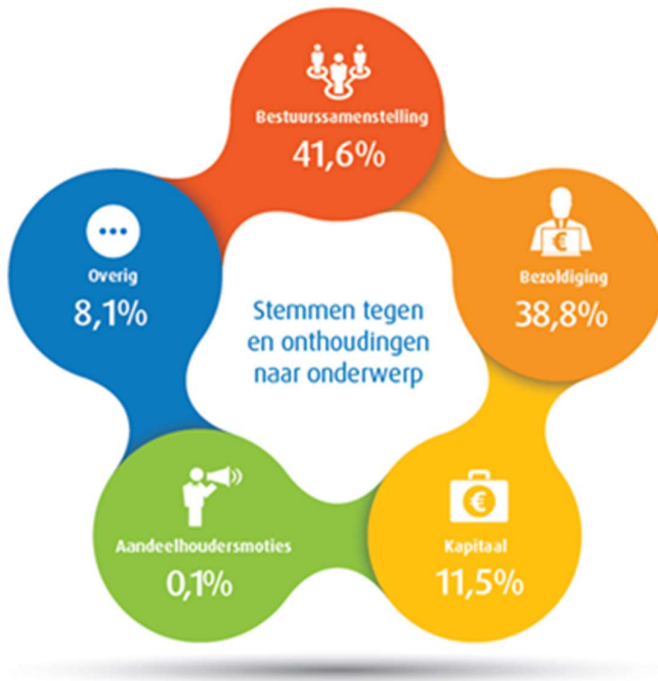 Bestuurssamenstelling
41,6%
Bezoldiging
38,8%
Kapitaal
11,5%
Aandeelhoudersmoties
0,1%
Overig
8,1%
Stemmen tegen
en onthoudingen
naar onderwerp
€
€